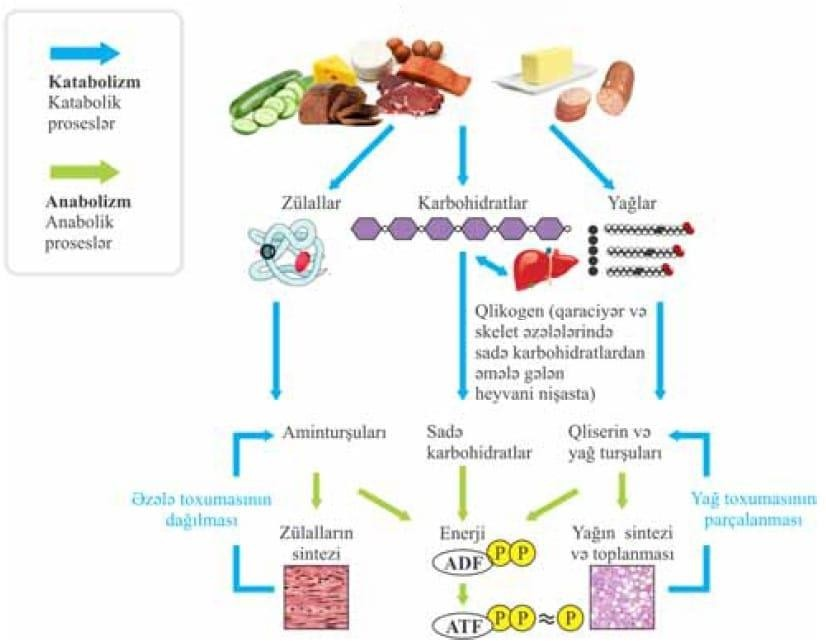 Katabolizm
Katabolik
proseslər
Anabolizm
Anabolik
proseslər
Zülallar
Karbohidratlar
Yağlar
Qlikogen (qaraciyər və
skelet əzələlərində
sadə karbohidratlardan
əmələ gələn
heyvani nişasta)
Aminturşuları
Sadə
karbohidratlar
Qliserin və
yağ turşuları
Əzələ toxumasının
dağılması
Yağ toxumasının
parçalanması
Zülalların
sintezi
Enerji
ADF P P
Yağın sintezi
və toplanması
ATF P P ≈ P